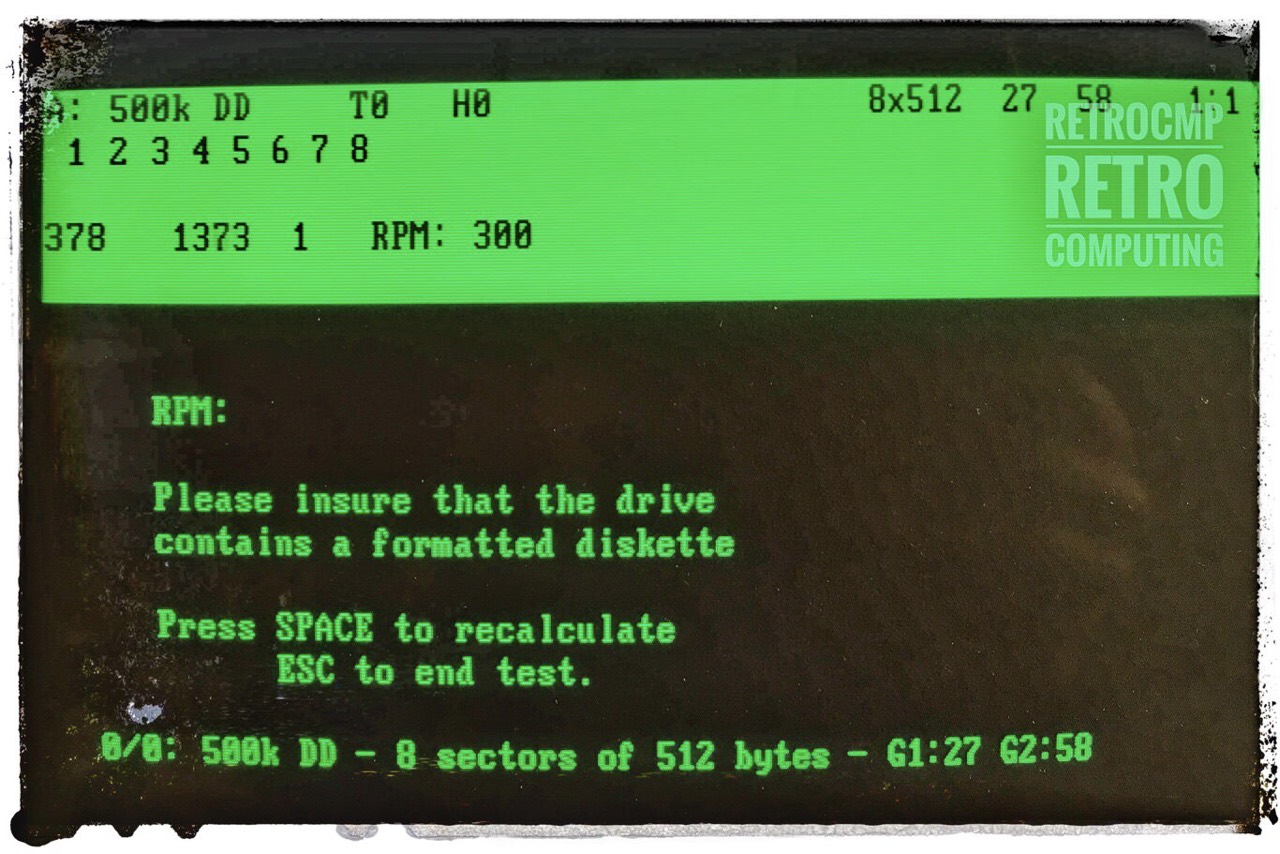 A: 500k DD T0 H0 8x512 27 58 1:1
1 2 3 4 5 6 7 8
378 1373 1 RPM: 300
RETROCMP
RETRO
COMPUTING
RPM:
Please insure that the drive
contains a formatted diskette
Press SPACE to recalculate
ESC to end test.
0/0: 500k DD - 8 sectors of 512 bytes - G1:27 G2:58